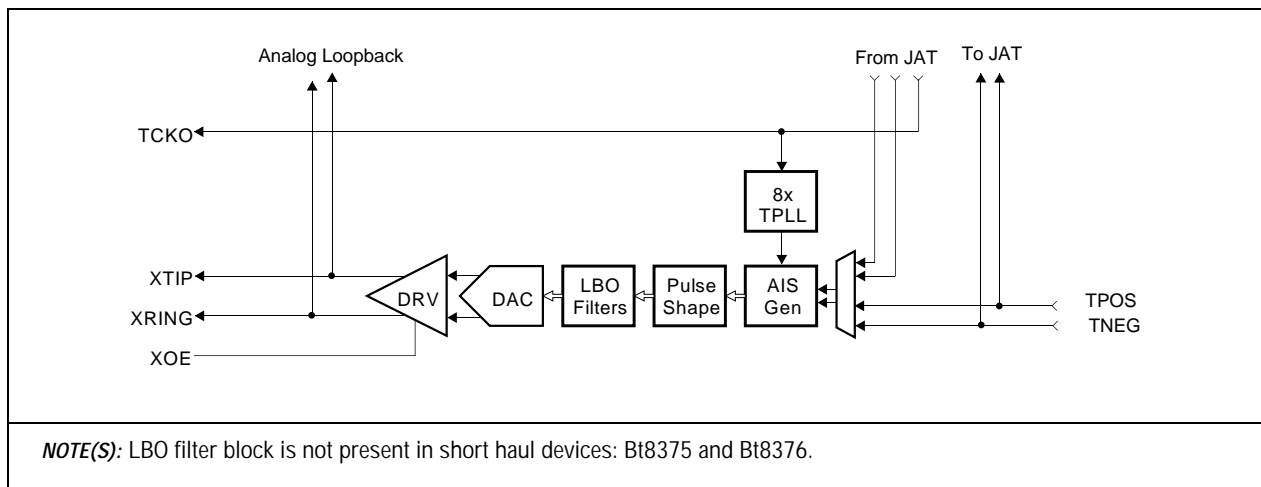 Analog Loopback
From JAT
To JAT
TCKO
8x
TPLL
XTIP
DRV
DAC
LBO
Filters
Pulse
Shape
AIS
Gen
TPOS
XRING
TNEG
XOE
NOTE(S): LBO filter block is not present in short haul devices: Bt8375 and Bt8376.